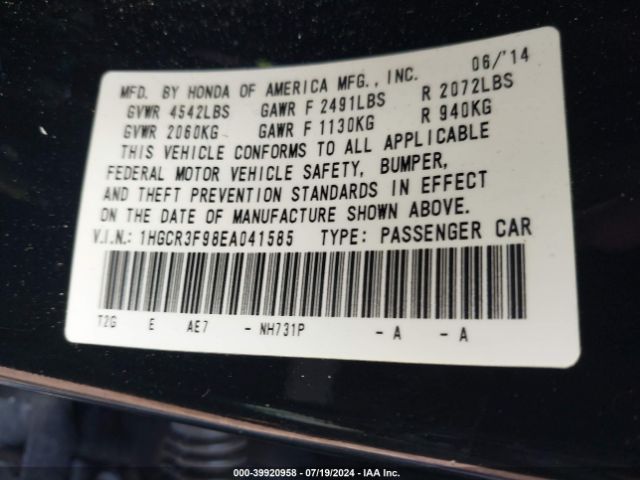 06/'14
MFD. BY HONDA OF AMERICA MFG., INC.
GVWR 4542LBS GAWR F 2491LBS R 2072LBS
GVWR 2060KG GAWR F 1130KG R 940KG
THIS VEHICLE CONFORMS TO ALL APPLICABLE
FEDERAL MOTOR VEHICLE SAFETY, BUMPER,
AND THEFT PREVENTION STANDARDS IN EFFECT
ON THE DATE OF MANUFACTURE SHOWN ABOVE.
V.I.N.: 1HGCR3F98EA041585 TYPE: PASSENGER CAR
T2G E AE7 - NH731P - A - A
000-39920958 - 07/19/2024 - IAA Inc.